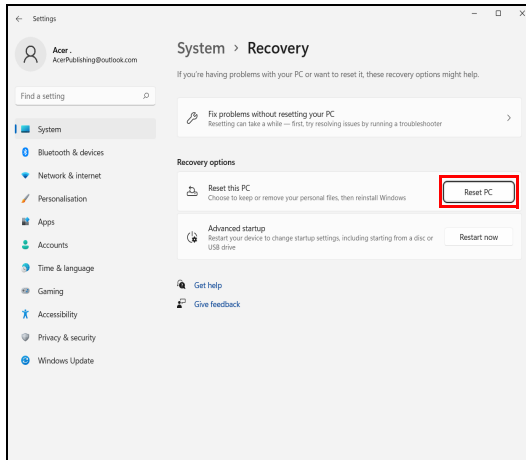 Settings
Acer .
AcerPublishing@outlook.com
Find a setting
System
Bluetooth & devices
Network & internet
Personalisation
Apps
Accounts
Time & language
Gaming
Accessibility
Privacy & security
Windows Update
System > Recovery
If you're having problems with your PC or want to reset it, these recovery options might help.
Fix problems without resetting your PC
Resetting can take a while — first, try resolving issues by running a troubleshooter
Recovery options
Reset this PC
Choose to keep or remove your personal files, then reinstall Windows
Reset PC
Advanced startup
Restart your device to change startup settings, including starting from a disc or
USB drive
Restart now
Get help
Give feedback